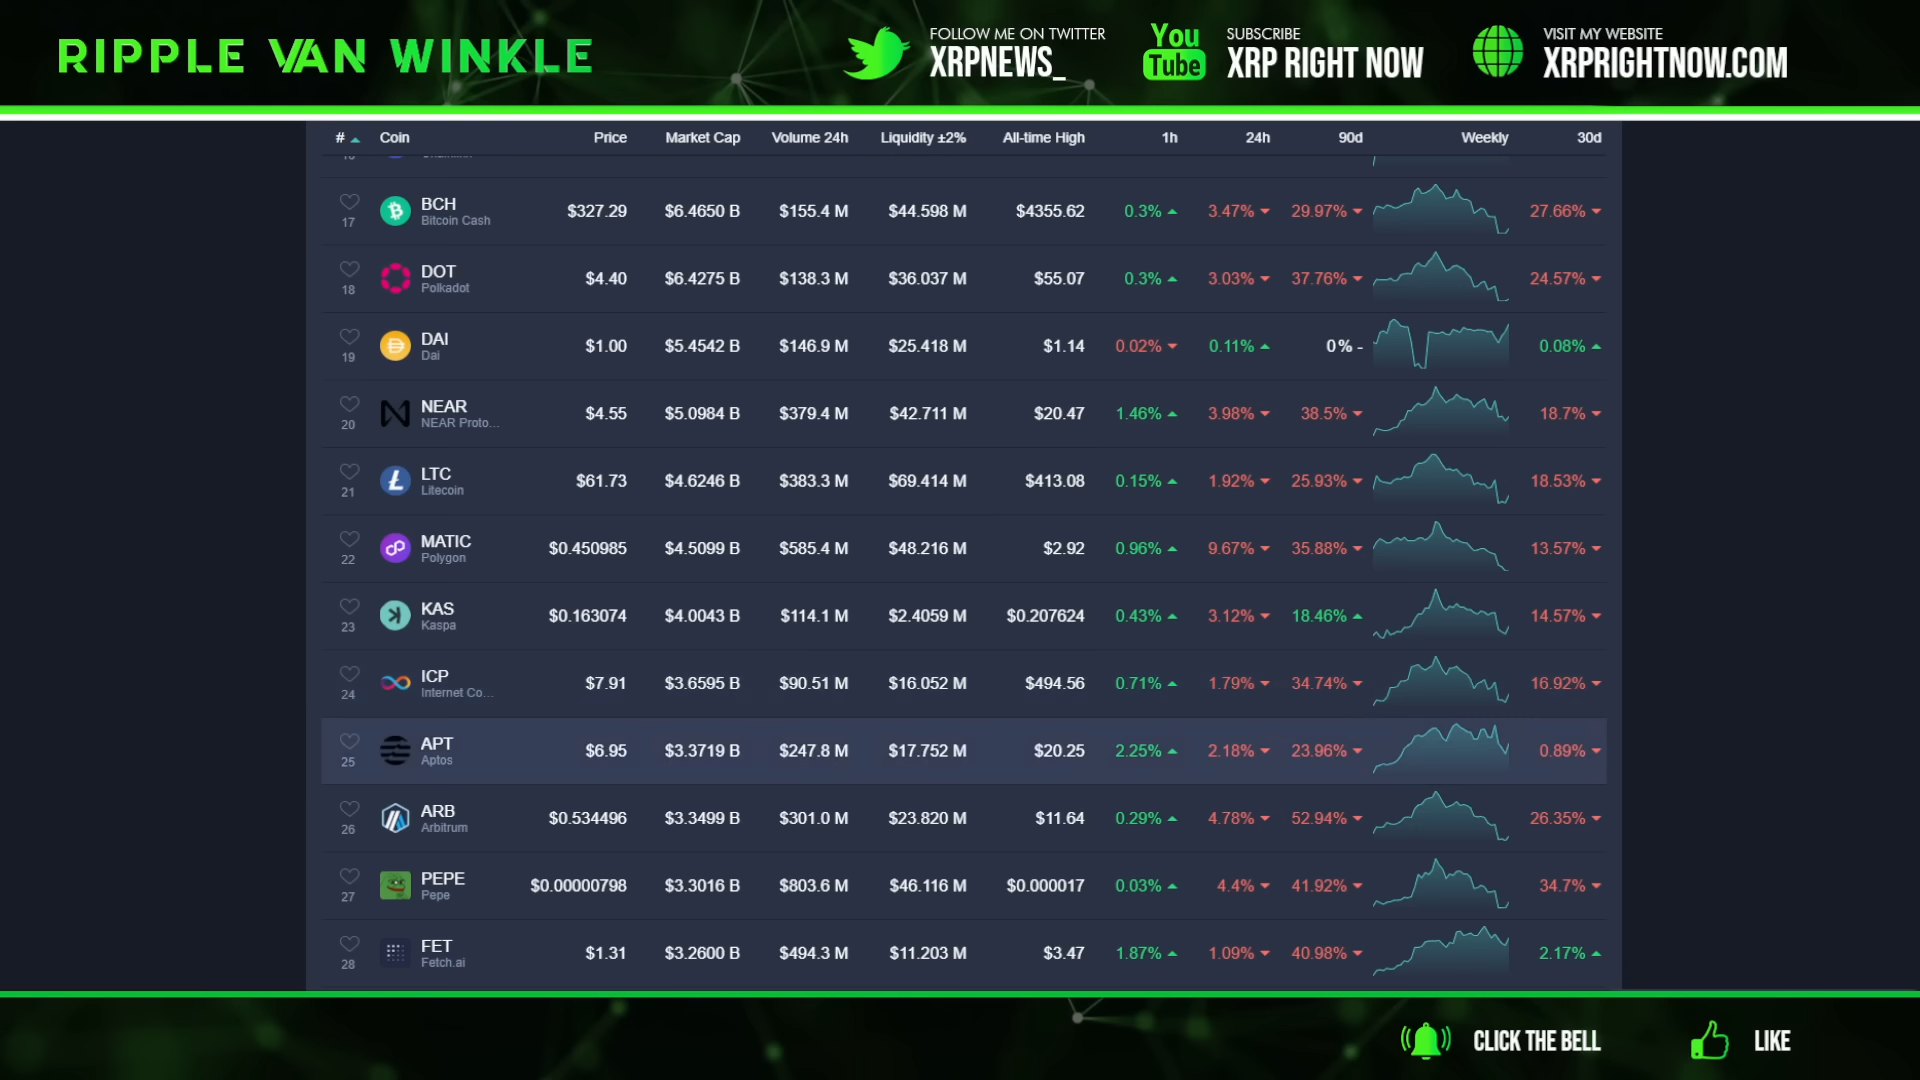 RIPPLE VAN WINKLE
FOLLOW ME ON TWITTER
XRPNEWS_
You
Tube
SUBSCRIBE
XRP RIGHT NOW
VISIT MY WEBSITE
XRPRIGHTNOW.COM
# Coin Price Market Cap Volume 24h Liquidity ±2% All-time High 1h 24h 90d Weekly 30d
17 BCH Bitcoin Cash $327.29 $6.4650 B $155.4 M $44.598 M $4355.62 0.3% 3.47% 29.97% 27.66%
18 DOT Polkadot $4.40 $6.4275 B $138.3 M $36.037 M $55.07 0.3% 3.03% 37.76% 24.57%
19 DAI Dai $1.00 $5.4542 B $146.9 M $25.418 M $1.14 0.02% 0.11% 0% - 0.08%
20 NEAR NEAR Proto... $4.55 $5.0984 B $379.4 M $42.711 M $20.47 1.46% 3.98% 38.5% 18.7%
21 LTC Litecoin $61.73 $4.6246 B $383.3 M $69.414 M $413.08 0.15% 1.92% 25.93% 18.53%
22 MATIC Polygon $0.450985 $4.5099 B $585.4 M $48.216 M $2.92 0.96% 9.67% 35.88% 13.57%
23 KAS Kaspa $0.163074 $4.0043 B $114.1 M $2.4059 M $0.207624 0.43% 3.12% 18.46% 14.57%
24 ICP Internet Co... $7.91 $3.6595 B $90.51 M $16.052 M $494.56 0.71% 1.79% 34.74% 16.92%
25 APT Aptos $6.95 $3.3719 B $247.8 M $17.752 M $20.25 2.25% 2.18% 23.96% 0.89%
26 ARB Arbitrum $0.534496 $3.3499 B $301.0 M $23.820 M $11.64 0.29% 4.78% 52.94% 26.35%
27 PEPE Pepe $0.00000798 $3.3016 B $803.6 M $46.116 M $0.000017 0.03% 4.4% 41.92% 34.7%
28 FET Fetch.ai $1.31 $3.2600 B $494.3 M $11.203 M $3.47 1.87% 1.09% 40.98% 2.17%
CLICK THE BELL
LIKE